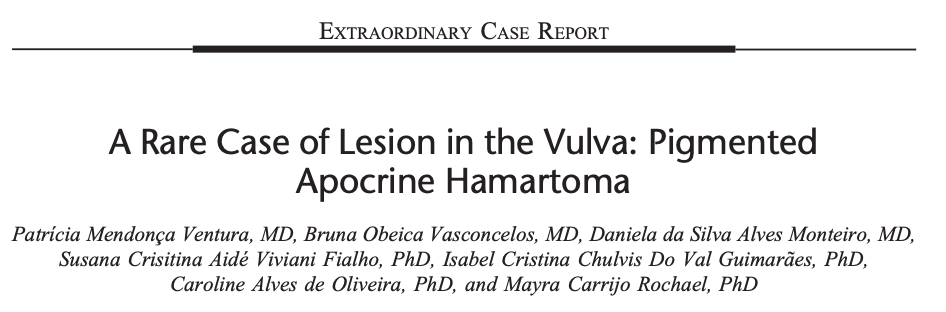 EXTRAORDINARY CASE REPORT
A Rare Case of Lesion in the Vulva: Pigmented
Apocrine Hamartoma
Patrícia Mendonça Ventura, MD, Bruna Obeica Vasconcelos, MD, Daniela da Silva Alves Monteiro, MD,
Susana Crisitina Aidé Viviani Fialho, PhD, Isabel Cristina Chulvis Do Val Guimarães, PhD,
Caroline Alves de Oliveira, PhD, and Mayra Carrijo Rochael, PhD